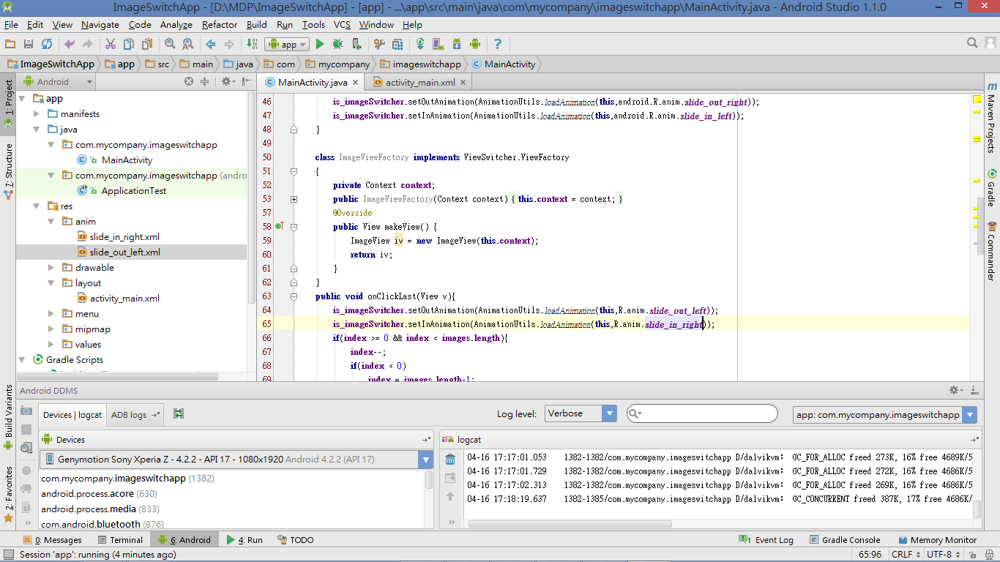 ImageSwitchApp - [D:\MDP\ImageSwitchApp] - [app] - ...\app\src\main\java\com\mycompany\imageswitchapp\MainActivity.java - Android Studio 1.1.0
File Edit View Navigate Code Analyze Refactor Build Run Tools VCS Window Help
app
ImageSwitchApp app src main java com mycompany imageswitchapp MainActivity
1: Project
7: Structure
Build Variants
2: Favorites
Android
app
manifests
java
com.mycompany.imageswitchapp
MainActivity
com.mycompany.imageswitchapp (andro
ApplicationTest
res
anim
slide_in_right.xml
slide_out_left.xml
drawable
layout
activity_main.xml
menu
mipmap
values
Gradle Scripts
MainActivity.java activity_main.xml
46 is_imageSwitcher.setOutAnimation(AnimationUtils.loadAnimation(this,android.R.anim.slide_out_right));
47 is_imageSwitcher.setInAnimation(AnimationUtils.loadAnimation(this,android.R.anim.slide_in_left));
48 }
49
50 class ImageViewFactory implements ViewSwitcher.ViewFactory
51 {
52 private Context context;
53 public ImageViewFactory(Context context) { this.context = context; }
57 @Override
58 public View makeView() {
59 ImageView iv = new ImageView(this.context);
60 return iv;
61 }
62 }
63 public void onClickLast(View v){
64 is_imageSwitcher.setOutAnimation(AnimationUtils.loadAnimation(this,R.anim.slide_out_left));
65 is_imageSwitcher.setInAnimation(AnimationUtils.loadAnimation(this,R.anim.slide_in_right));
66 if(index >= 0 && index < images.length){
67 index--;
68 if(index < 0)
69 index = images.length-1;
Maven Projects
Gradle
Commander
Android DDMS
Devices | logcat ADB logs Log level: Verbose app: com.mycompany.imageswitchapp
Devices
Genymotion Sony Xperia Z - 4.2.2 - API 17 - 1080x1920 Android 4.2.2 (API 17)
com.mycompany.imageswitchapp (1382)
android.process.acore (630)
android.process.media (833)
com.android.bluetooth (876)
logcat
04-16 17:17:01.053 1382-1382/com.mycompany.imageswitchapp D/dalvikvm: GC_FOR_ALLOC freed 273K, 16% free 4689K/5
04-16 17:17:01.729 1382-1382/com.mycompany.imageswitchapp D/dalvikvm: GC_FOR_ALLOC freed 272K, 16% free 4686K/5
04-16 17:17:02.313 1382-1382/com.mycompany.imageswitchapp D/dalvikvm: GC_FOR_ALLOC freed 269K, 16% free 4686K/5
04-16 17:18:19.637 1382-1385/com.mycompany.imageswitchapp D/dalvikvm: GC_CONCURRENT freed 387K, 17% free 4686K/
0: Messages Terminal 6: Android 4: Run TODO Event Log Gradle Console Memory Monitor
Session 'app': running (4 minutes ago) 65:96 CRLF UTF-8